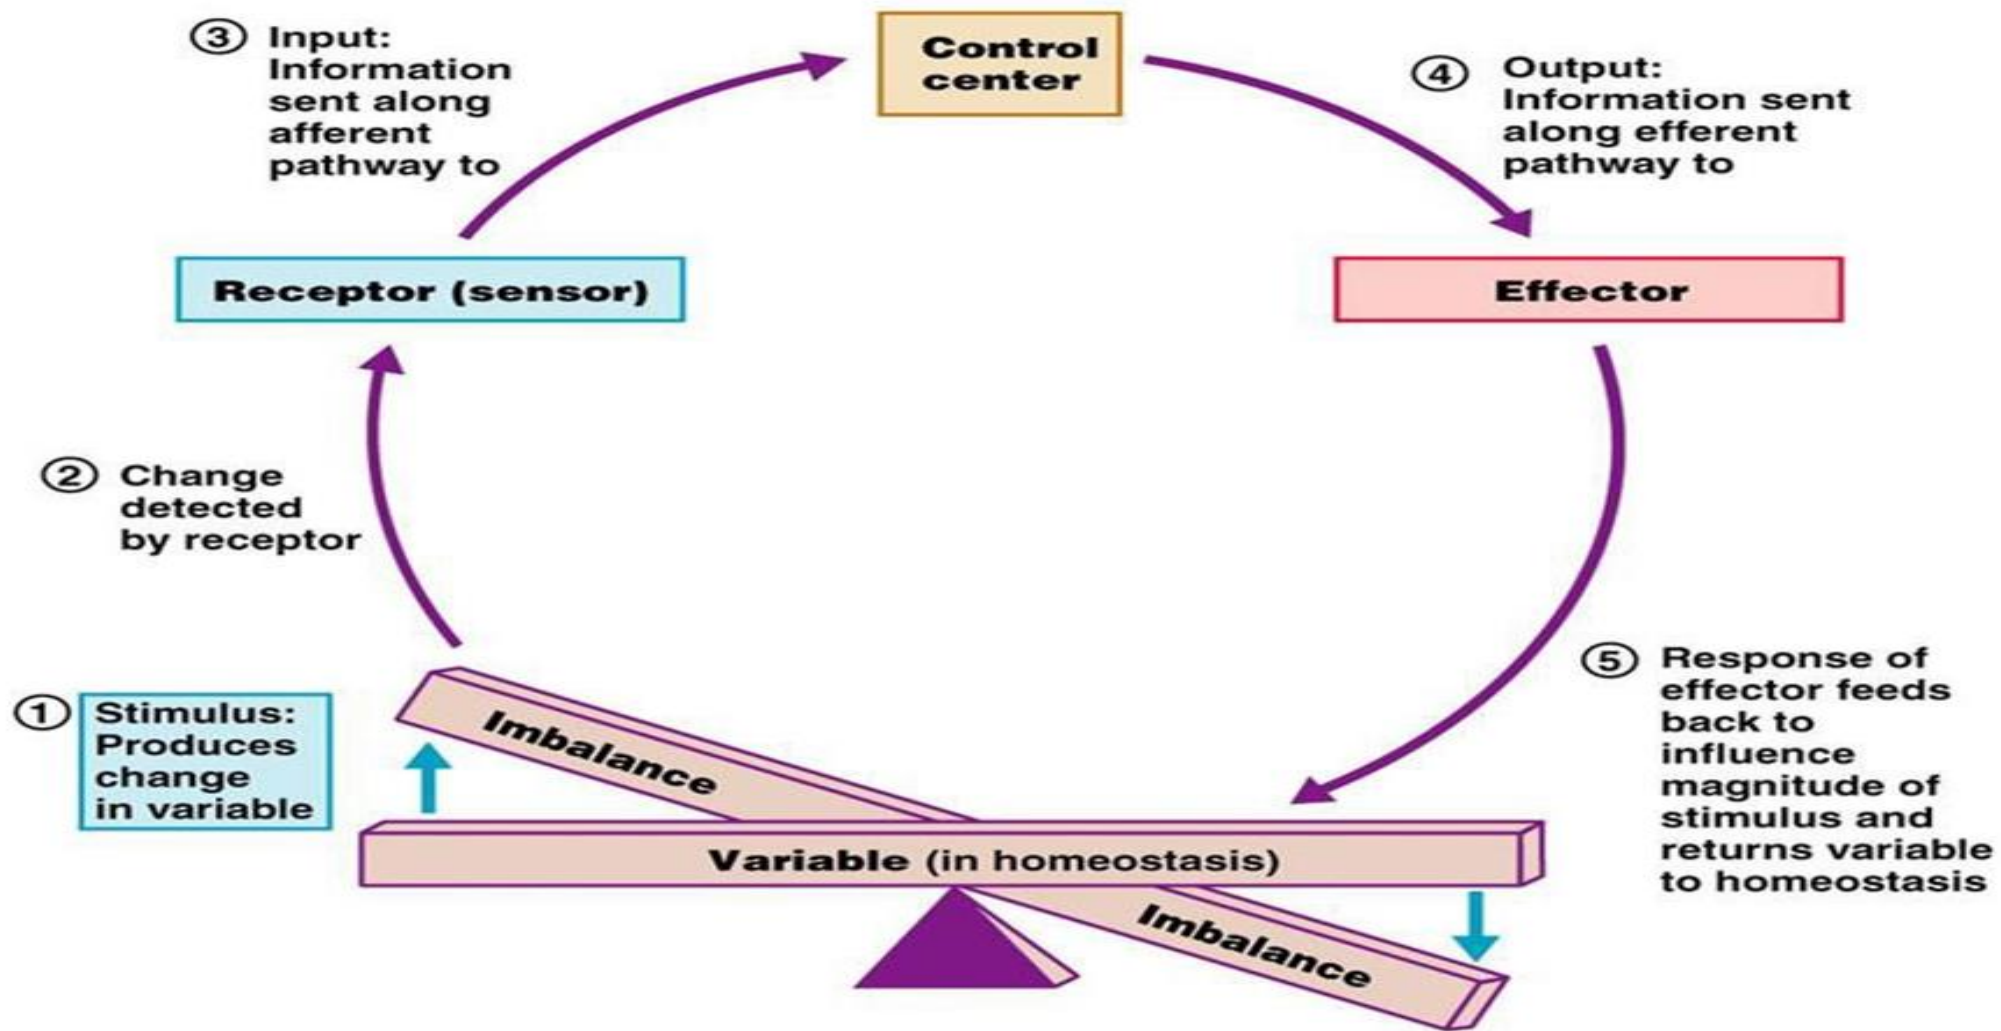 ③ Input:
Information
sent along
afferent
pathway to
Control
center
④ Output:
Information sent
along efferent
pathway to
Receptor (sensor)
Effector
② Change
detected
by receptor
① Stimulus:
Produces
change
in variable
Imbalance
Variable (in homeostasis)
Imbalance
⑤ Response of
effector feeds
back to
influence
magnitude of
stimulus and
returns variable
to homeostasis